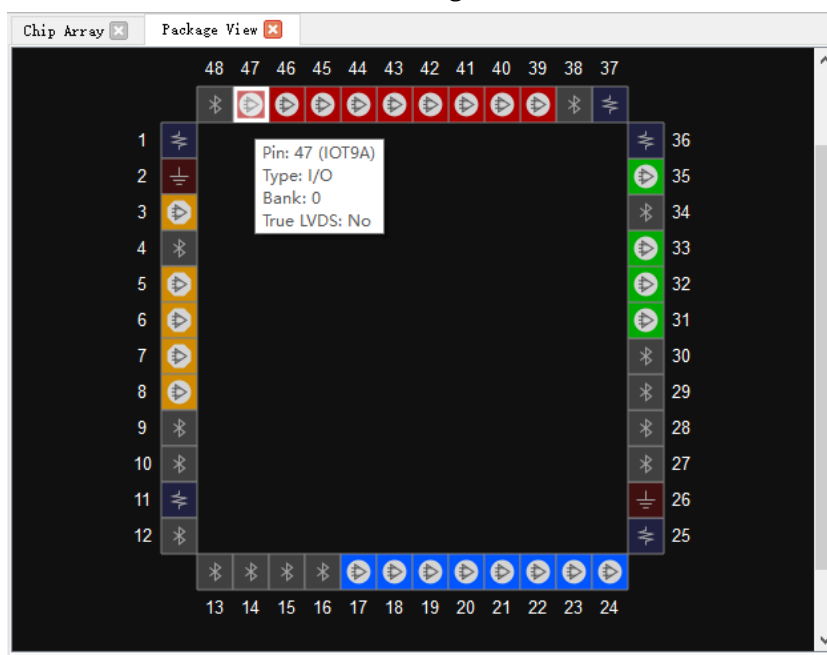 Chip Array Package View
48 47 46 45 44 43 42 41 40 39 38 37
1 36
Pin: 47 (IOT9A)
2 35
Type: I/O
Bank: 0
3 34
True LVDS: No
4 33
5 32
6 31
7 30
8 29
9 28
10 27
11 26
12 25
13 14 15 16 17 18 19 20 21 22 23 24